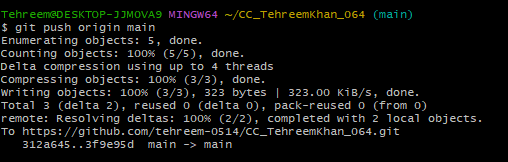 Tehreem@DESKTOP-JJM0VA9 MINGW64 ~/CC_TehreemKhan_064 (main)
$ git push origin main
Enumerating objects: 5, done.
Counting objects: 100% (5/5), done.
Delta compression using up to 4 threads
Compressing objects: 100% (3/3), done.
Writing objects: 100% (3/3), 323 bytes | 323.00 KiB/s, done.
Total 3 (delta 2), reused 0 (delta 0), pack-reused 0 (from 0)
remote: Resolving deltas: 100% (2/2), completed with 2 local objects.
To https://github.com/tehreem-0514/CC_TehreemKhan_064.git
   312a645..3f9e95d  main -> main